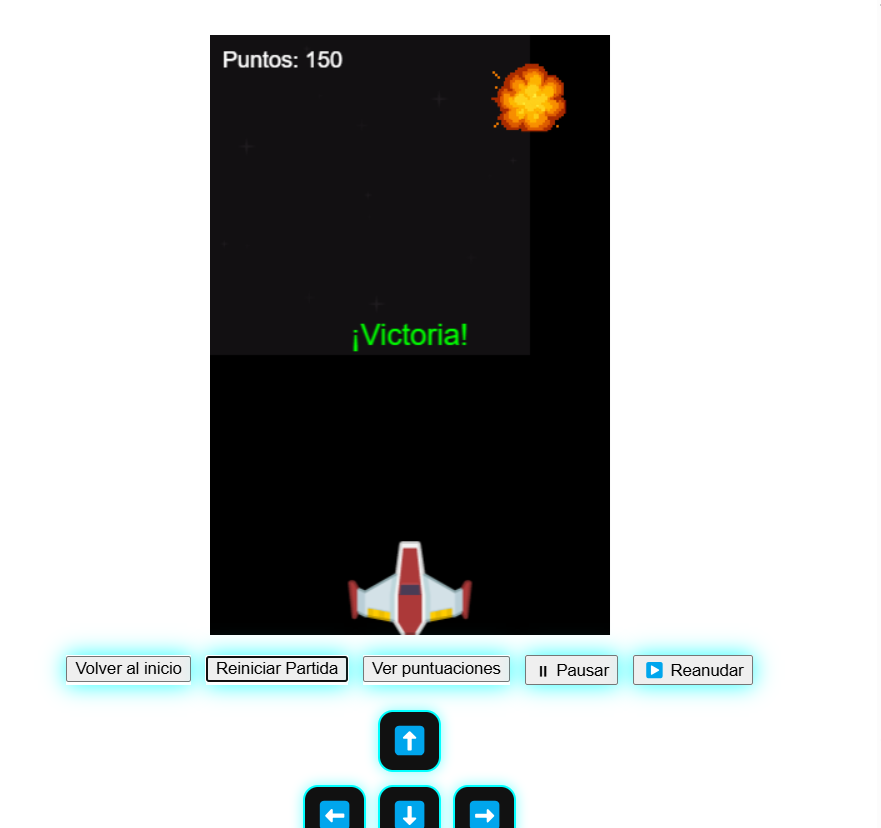 Puntos: 150
¡Victoria!
Volver al inicio
Reiniciar Partida
Ver puntuaciones
⏸ Pausar
▶ Reanudar